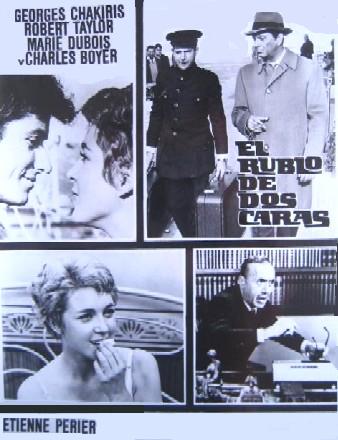 GEORGES CHAKIRIS
ROBERT TAYLOR
MARIE DUBOIS
Y CHARLES BOYER
EL
RUBLO
DE
DOS
CARAS
ETIENNE PERIER